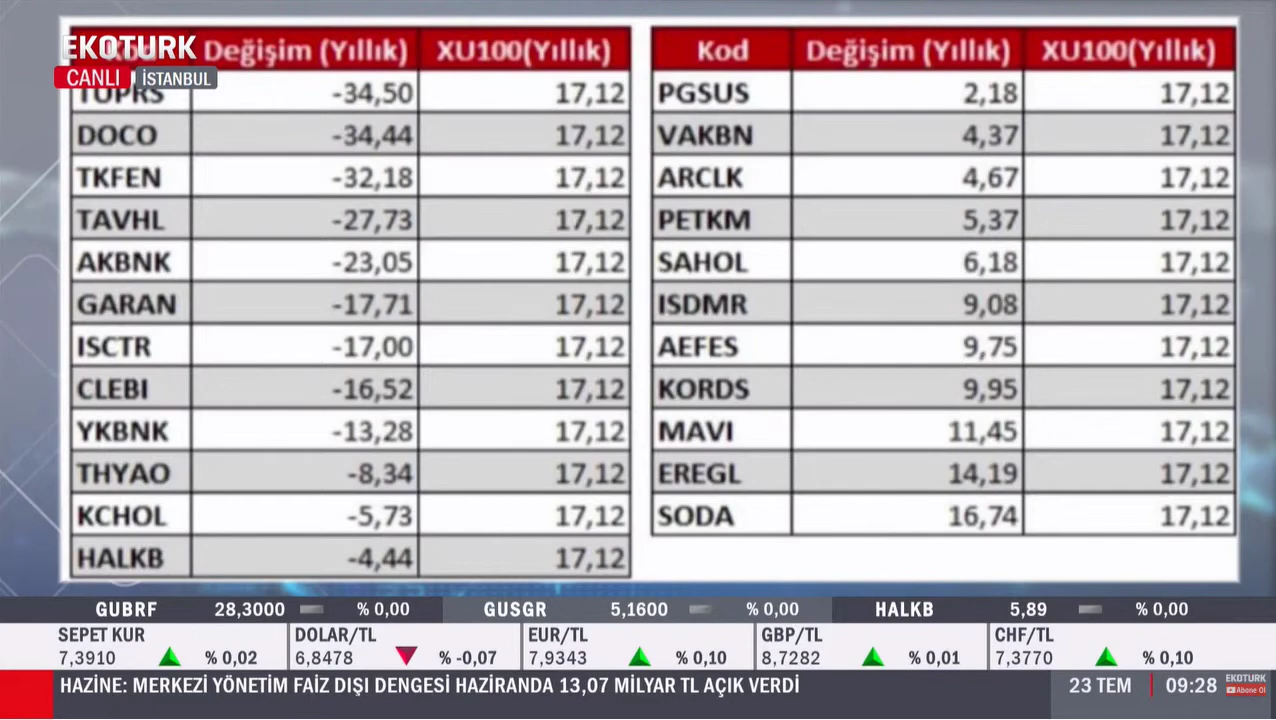 EKOTURK
CANLI İSTANBUL
Değişim (Yıllık) XU100(Yıllık)
TUPRS -34,50 17,12
DOCO -34,44 17,12
TKFEN -32,18 17,12
TAVHL -27,73 17,12
AKBNK -23,05 17,12
GARAN -17,71 17,12
ISCTR -17,00 17,12
CLEBI -16,52 17,12
YKBNK -13,28 17,12
THYAO -8,34 17,12
KCHOL -5,73 17,12
HALKB -4,44 17,12
Kod Değişim (Yıllık) XU100(Yıllık)
PGSUS 2,18 17,12
VAKBN 4,37 17,12
ARCLK 4,67 17,12
PETKM 5,37 17,12
SAHOL 6,18 17,12
ISDMR 9,08 17,12
AEFES 9,75 17,12
KORDS 9,95 17,12
MAVI 11,45 17,12
EREGL 14,19 17,12
SODA 16,74 17,12
GUBRF 28,3000 % 0,00 GUSGR 5,1600 % 0,00 HALKB 5,89 % 0,00
SEPET KUR DOLAR/TL EUR/TL GBP/TL CHF/TL
7,3910 % 0,02 6,8478 % -0,07 7,9343 % 0,10 8,7282 % 0,01 7,3770 % 0,10
HAZİNE: MERKEZİ YÖNETİM FAİZ DIŞI DENGESİ HAZİRANDA 13,07 MİLYAR TL AÇIK VERDİ
23 TEM 09:28
EKOTURK
Abone Ol